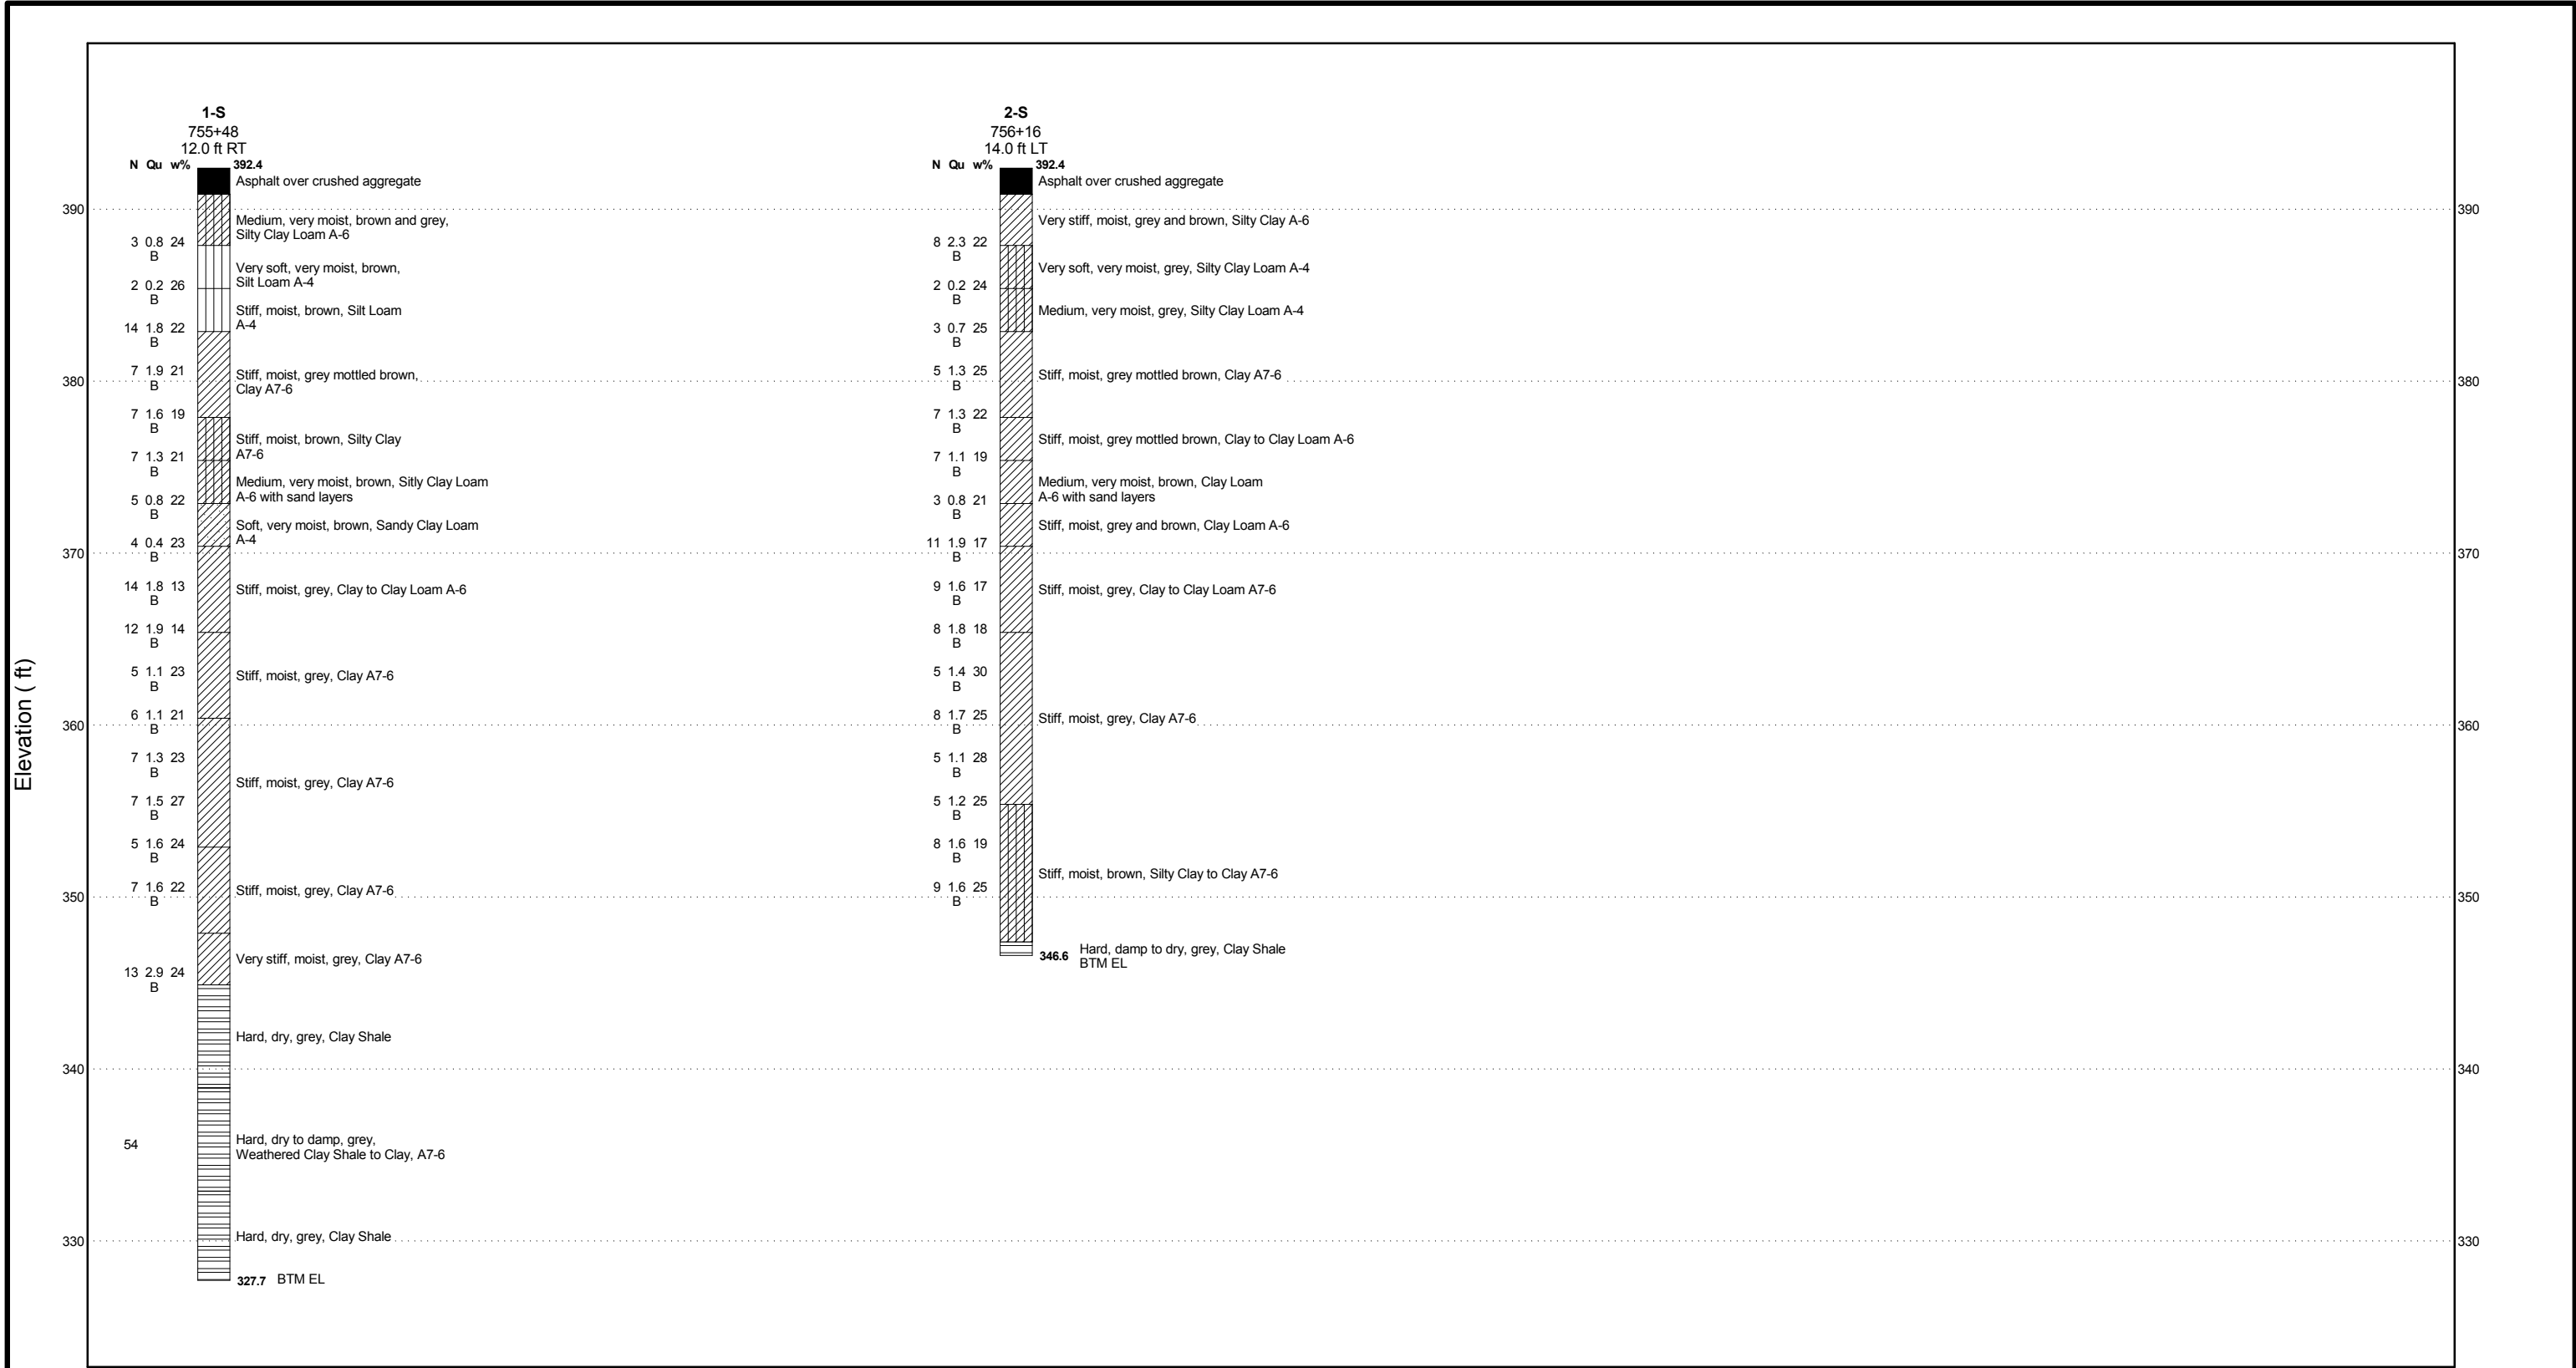 1-S
755+48
12.0 ft RT
N Qu w% 392.4
Asphalt over crushed aggregate
Medium, very moist, brown and grey,
Silty Clay Loam A-6
3 0.8 24
B
Very soft, very moist, brown,
Silt Loam A-4
2 0.2 26
B
Stiff, moist, brown, Silt Loam
A-4
14 1.8 22
B
7 1.9 21
B
Stiff, moist, grey mottled brown,
Clay A7-6
7 1.6 19
B
Stiff, moist, brown, Silty Clay
A7-6
7 1.3 21
B
Medium, very moist, brown, Sitly Clay Loam
A-6 with sand layers
5 0.8 22
B
Soft, very moist, brown, Sandy Clay Loam
A-4
4 0.4 23
B
14 1.8 13
B
Stiff, moist, grey, Clay to Clay Loam A-6
12 1.9 14
B
5 1.1 23
B
Stiff, moist, grey, Clay A7-6
6 1.1 21
B
7 1.3 23
B
Stiff, moist, grey, Clay A7-6
7 1.5 27
B
5 1.6 24
B
7 1.6 22
B
Stiff, moist, grey, Clay A7-6
Very stiff, moist, grey, Clay A7-6
13 2.9 24
B
Hard, dry, grey, Clay Shale
54
Hard, dry to damp, grey,
Weathered Clay Shale to Clay, A7-6
Hard, dry, grey, Clay Shale
327.7 BTM EL
2-S
756+16
14.0 ft LT
N Qu w% 392.4
Asphalt over crushed aggregate
Very stiff, moist, grey and brown, Silty Clay A-6
8 2.3 22
B
Very soft, very moist, grey, Silty Clay Loam A-4
2 0.2 24
B
Medium, very moist, grey, Silty Clay Loam A-4
3 0.7 25
B
5 1.3 25
B
Stiff, moist, grey mottled brown, Clay A7-6
7 1.3 22
B
Stiff, moist, grey mottled brown, Clay to Clay Loam A-6
7 1.1 19
B
Medium, very moist, brown, Clay Loam
A-6 with sand layers
3 0.8 21
B
Stiff, moist, grey and brown, Clay Loam A-6
11 1.9 17
B
9 1.6 17
B
Stiff, moist, grey, Clay to Clay Loam A7-6
8 1.8 18
B
5 1.4 30
B
8 1.7 25
B
Stiff, moist, grey, Clay A7-6
5 1.1 28
B
5 1.2 25
B
8 1.6 19
B
Stiff, moist, brown, Silty Clay to Clay A7-6
9 1.6 25
B
Hard, damp to dry, grey, Clay Shale
346.6 BTM EL
Elevation ( ft)
390
380
370
360
350
340
330
390
380
370
360
350
340
330